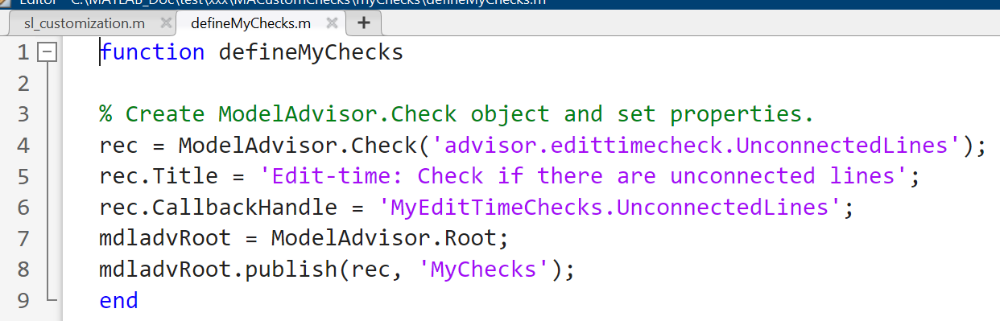 Editor - C:\MATLAB_Doc\test\xxx\MACustomChecks\myChecks\defineMyChecks.m
sl_customization.m defineMyChecks.m
1 function defineMyChecks
2
3 % Create ModelAdvisor.Check object and set properties.
4 rec = ModelAdvisor.Check('advisor.edittimecheck.UnconnectedLines');
5 rec.Title = 'Edit-time: Check if there are unconnected lines';
6 rec.CallbackHandle = 'MyEditTimeChecks.UnconnectedLines';
7 mdladvRoot = ModelAdvisor.Root;
8 mdladvRoot.publish(rec, 'MyChecks');
9 end